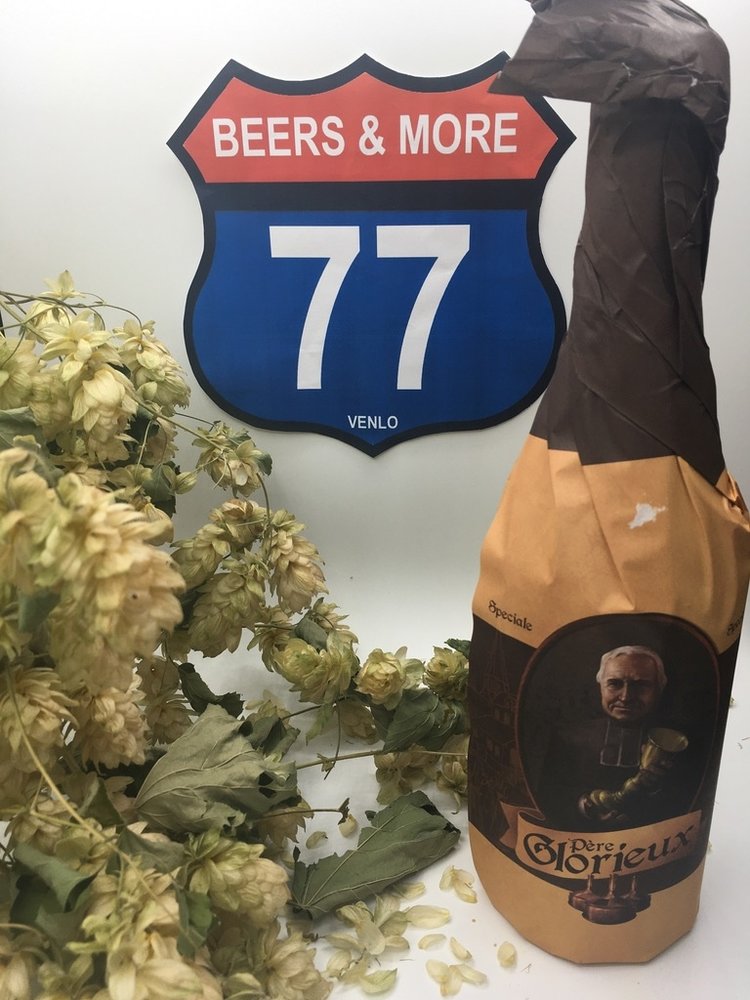 BEERS & MORE
77
VENLO
Speciale
Père
Glorieux